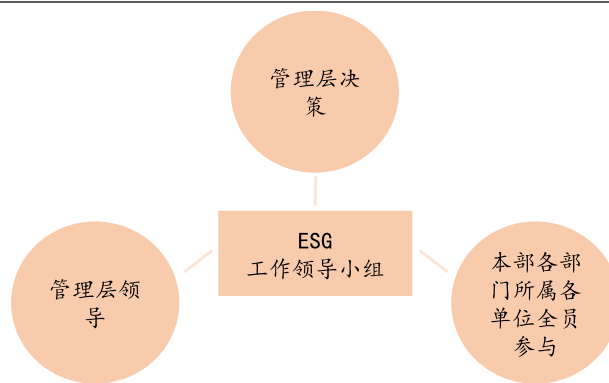 管理层决
策
ESG
工作领导小组
管理层领
导
本部各部
门所属各
单位全员
参与